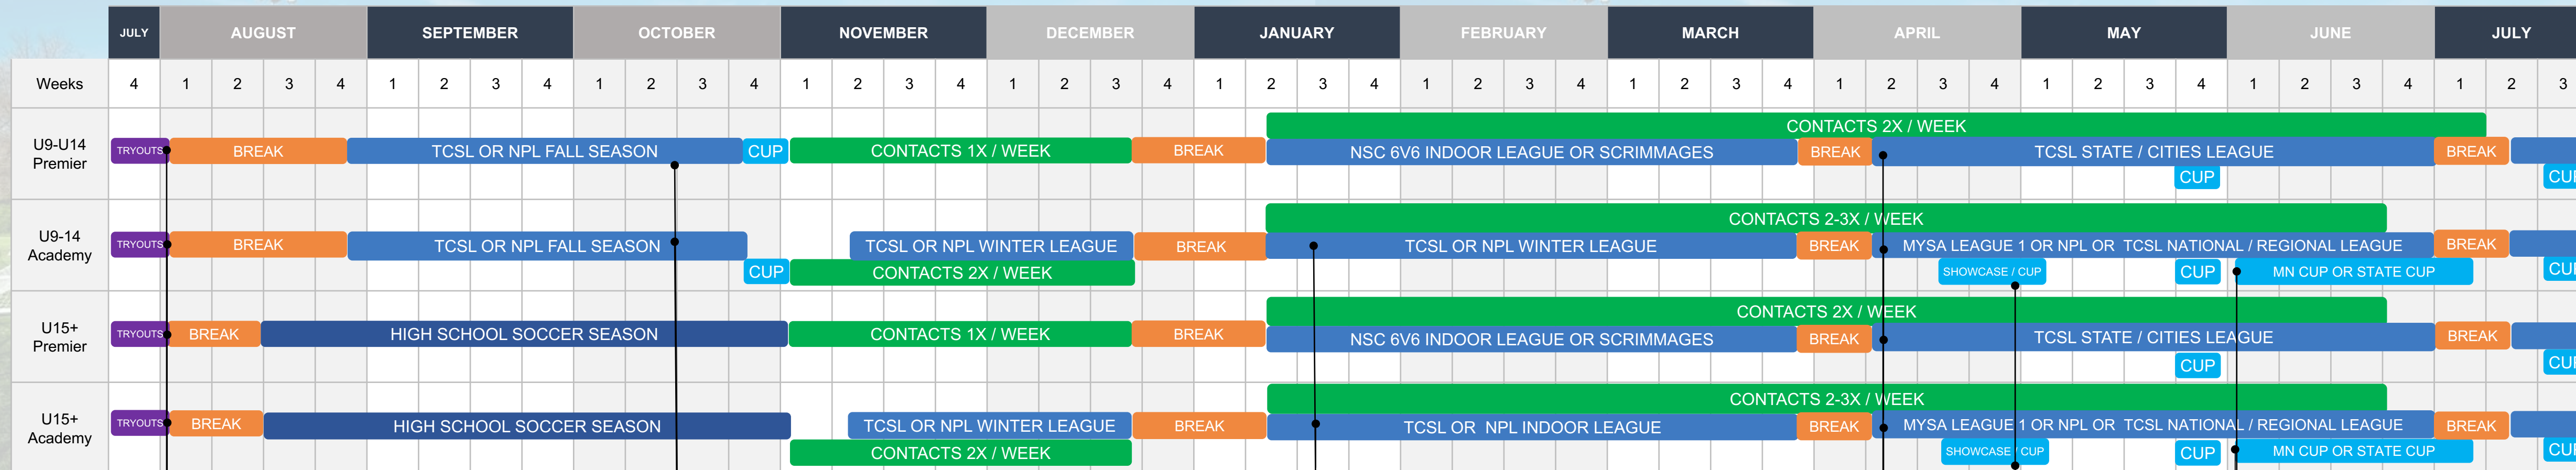 JULY AUGUST SEPTEMBER OCTOBER NOVEMBER DECEMBER JANUARY FEBRUARY MARCH APRIL MAY JUNE JULY
Weeks 4 1 2 3 4 1 2 3 4 1 2 3 4 1 2 3 4 1 2 3 4 1 2 3 4 1 2 3 4 1 2 3 4 1 2 3 4 1 2 3 4 1 2 3 4 1 2 3
CONTACTS 2X / WEEK
U9-U14
Premier
TRYOUTS BREAK TCSL OR NPL FALL SEASON CUP CONTACTS 1X / WEEK BREAK NSC 6V6 INDOOR LEAGUE OR SCRIMMAGES BREAK TCSL STATE / CITIES LEAGUE BREAK
CUP CUP
CONTACTS 2-3X / WEEK
U9-14
Academy
TRYOUTS BREAK TCSL OR NPL FALL SEASON TCSL OR NPL WINTER LEAGUE BREAK TCSL OR NPL WINTER LEAGUE BREAK MYSA LEAGUE 1 OR NPL OR TCSL NATIONAL / REGIONAL LEAGUE BREAK
CUP CONTACTS 2X / WEEK SHOWCASE / CUP CUP MN CUP OR STATE CUP CU
CONTACTS 2X / WEEK
U15+
Premier
TRYOUTS BREAK HIGH SCHOOL SOCCER SEASON CONTACTS 1X / WEEK BREAK NSC 6V6 INDOOR LEAGUE OR SCRIMMAGES BREAK TCSL STATE / CITIES LEAGUE BREAK
CUP CUP
CONTACTS 2-3X / WEEK
U15+
Academy
TRYOUTS BREAK HIGH SCHOOL SOCCER SEASON TCSL OR NPL WINTER LEAGUE BREAK TCSL OR NPL INDOOR LEAGUE BREAK MYSA LEAGUE 1 OR NPL OR TCSL NATIONAL / REGIONAL LEAGUE BREAK
CONTACTS 2X / WEEK SHOWCASE / CUP CUP MN CUP OR STATE CUP CU